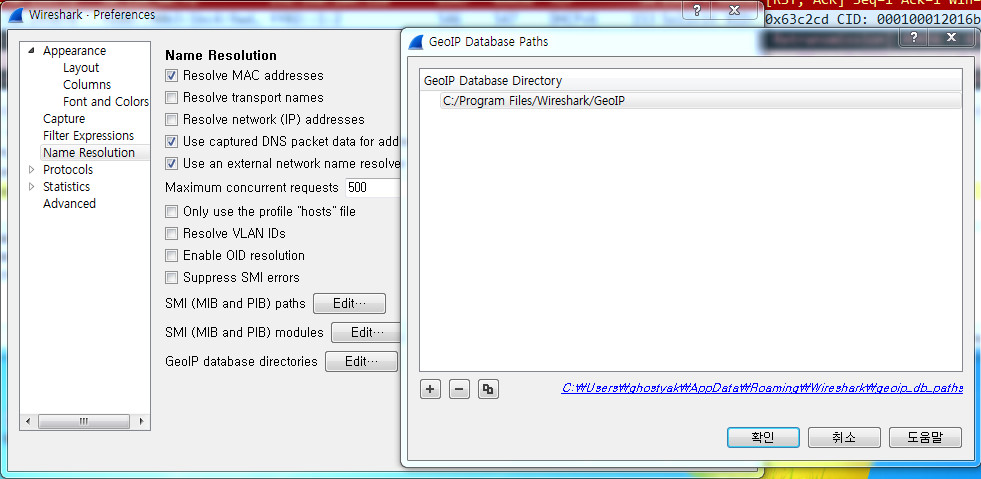 Wireshark · Preferences
[RST, ACK] Seq=1 Ack=1 Win=
0x63c2cd CID: 000100012016b
GeoIP Database Paths
Appearance
Layout
Columns
Font and Colors
Capture
Filter Expressions
Name Resolution
Protocols
Statistics
Advanced
Name Resolution
Resolve MAC addresses
Resolve transport names
Resolve network (IP) addresses
Use captured DNS packet data for add
Use an external network name resolve
Maximum concurrent requests 500
Only use the profile "hosts" file
Resolve VLAN IDs
Enable OID resolution
Suppress SMI errors
SMI (MIB and PIB) paths Edit…
SMI (MIB and PIB) modules Edit…
GeoIP database directories Edit…
GeoIP Database Directory
C:/Program Files/Wireshark/GeoIP
C:₩Users₩ghostyak₩AppData₩Roaming₩Wireshark₩geoip_db_paths
확인 취소 도움말